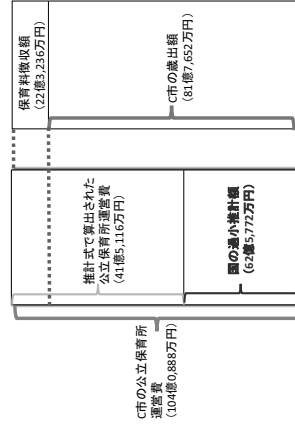 C市の公立保育所
運営費
(104億0,888万円)
推計式で算出された
公立保育所運営費
(41億5,116万円)
国の過小推計額
(62億5,772万円)
保育料徴収額
(22億3,236万円)
C市の歳出額
(81億7,652万円)